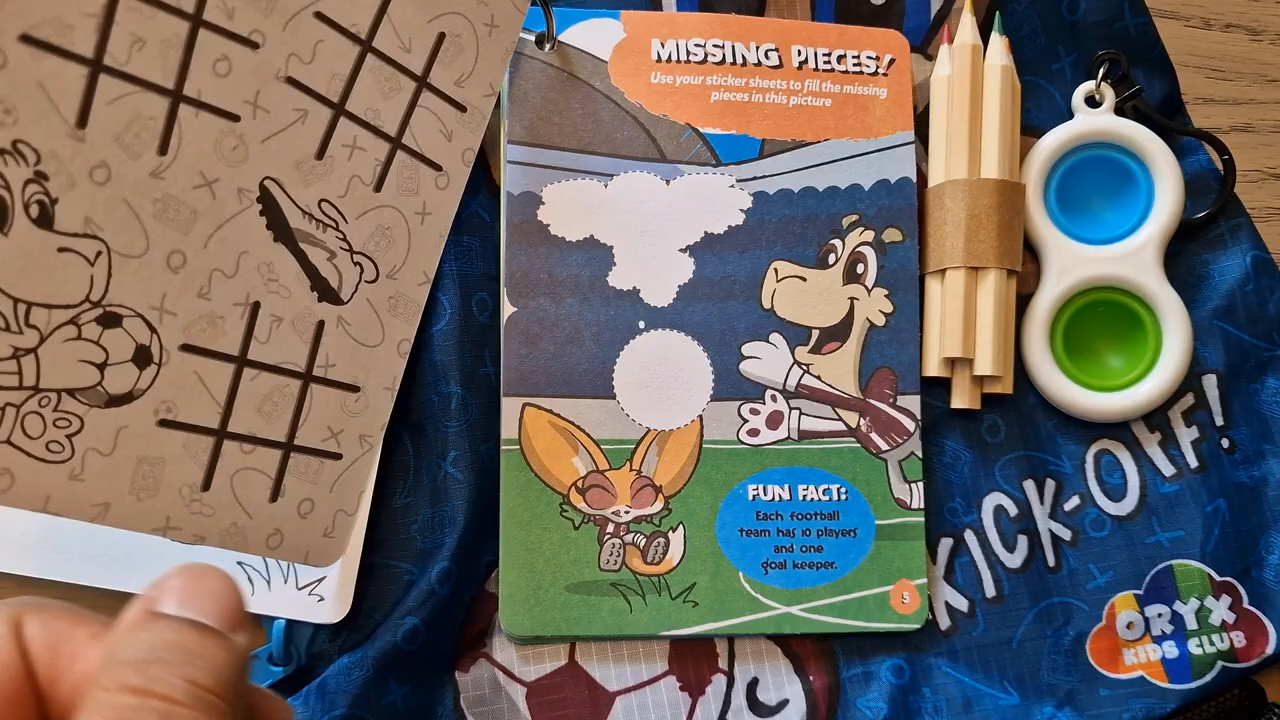 MISSING PIECES!
Use your sticker sheets to fill the missing
pieces in this picture
FUN FACT:
Each football
team has 10 players
and one
goal keeper.
5
KICK-OFF!
ORYX
KIDS CLUB